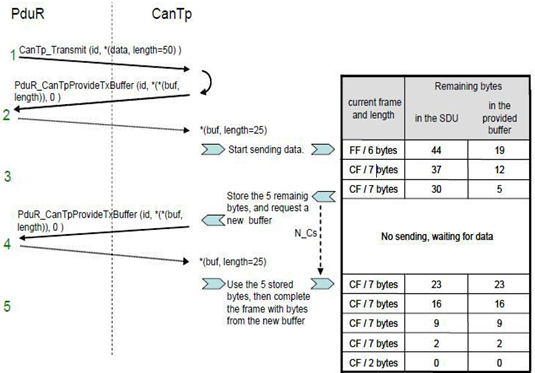 PduR
CanTp
1
CanTp_Transmit (id, *(data, length=50) )
PduR_CanTpProvideTxBuffer (id, *(*(buf,
length)), 0 )
2
*(buf, length=25)
Start sending data.
3
Store the 5 remainig
bytes, and request a
new buffer
N_Cs
PduR_CanTpProvideTxBuffer (id, *(*(buf,
length)), 0 )
4
*(buf, length=25)
Use the 5 stored
bytes, then complete
the frame with bytes
from the new buffer
5
current frame
and length
Remaining bytes
in the SDU
in the
provided
buffer
FF / 6 bytes 44 19
CF / 7 bytes 37 12
CF / 7 bytes 30 5
No sending, waiting for data
CF / 7 bytes 23 23
CF / 7 bytes 16 16
CF / 7 bytes 9 9
CF / 7 bytes 2 2
CF / 2 bytes 0 0